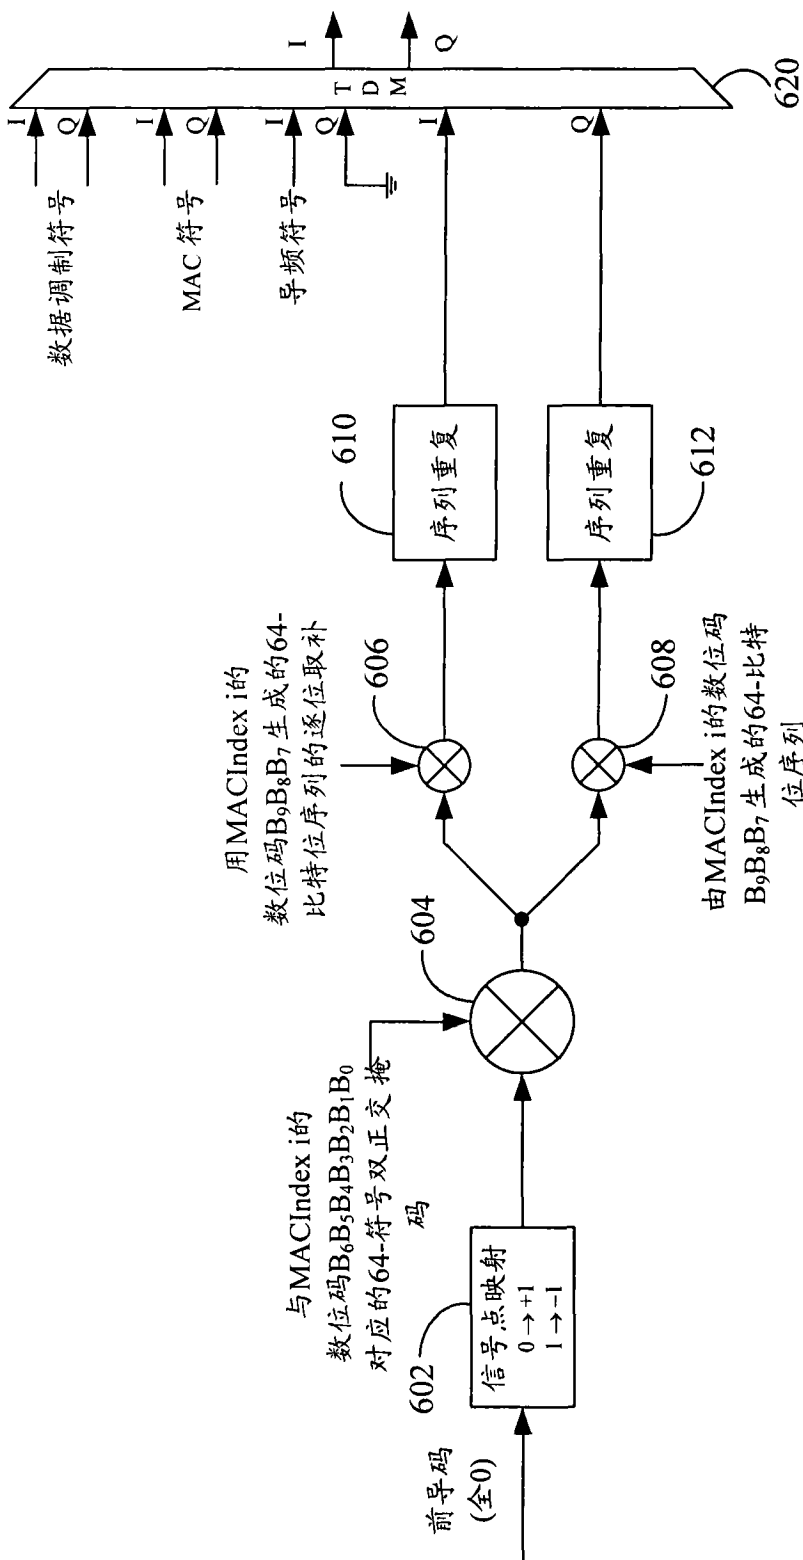 前导码
(全0)
信号点映射
0→+1
1→-1
602
与MACIndex i的
数位码B₆B₅B₄B₃B₂B₁B₀
对应的64-符号双正交掩
码
604
用MACIndex i的
数位码B₉B₈B₇生成的64-
比特位序列的逐位取补
606
608
由MACIndex i的数位码
B₉B₈B₇生成的64-比特
位序列
序列重复
610
序列重复
612
数据调制符号
I
Q
MAC 符号
I
Q
导频符号
I
Q
I
Q
T
D
M
I
Q
620